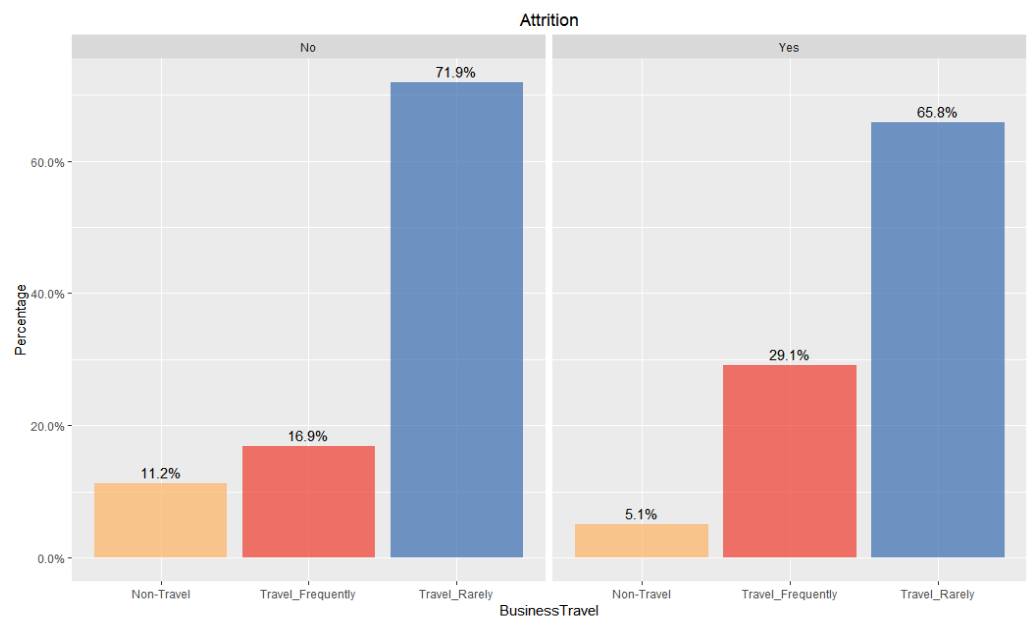 Attrition
No
Yes
71.9%
65.8%
60.0%
Percentage
40.0%
29.1%
20.0%
16.9%
11.2%
5.1%
0.0%
Non-Travel Travel_Frequently Travel_Rarely Non-Travel Travel_Frequently Travel_Rarely
BusinessTravel